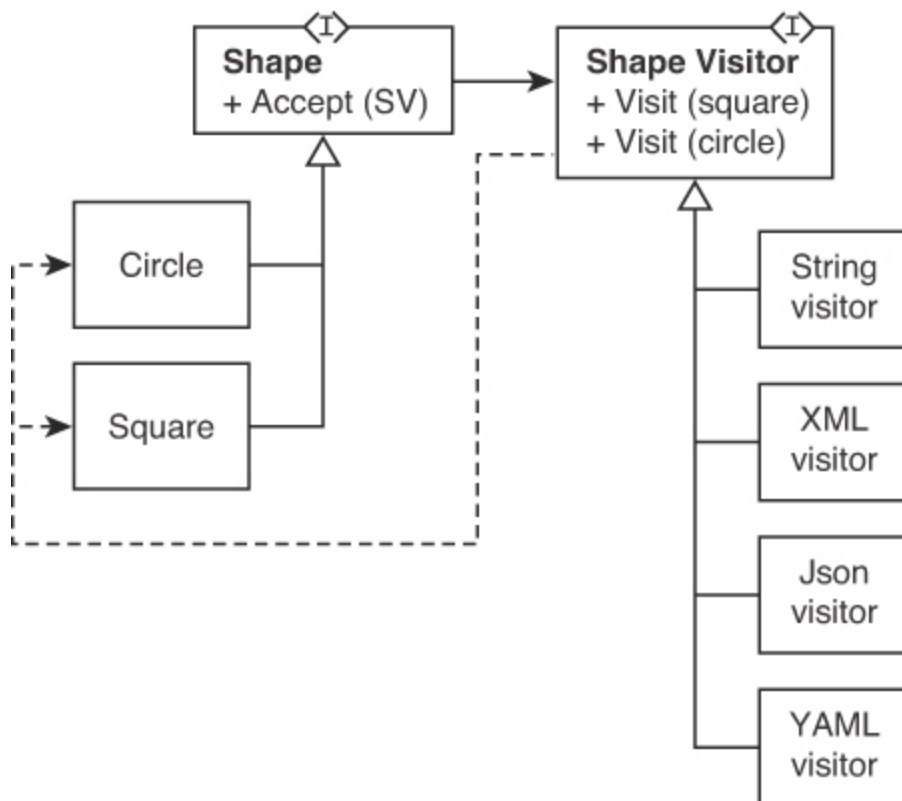 I
Shape
+ Accept (SV)
I
Shape Visitor
+ Visit (square)
+ Visit (circle)
Circle
Square
String
visitor
XML
visitor
Json
visitor
YAML
visitor